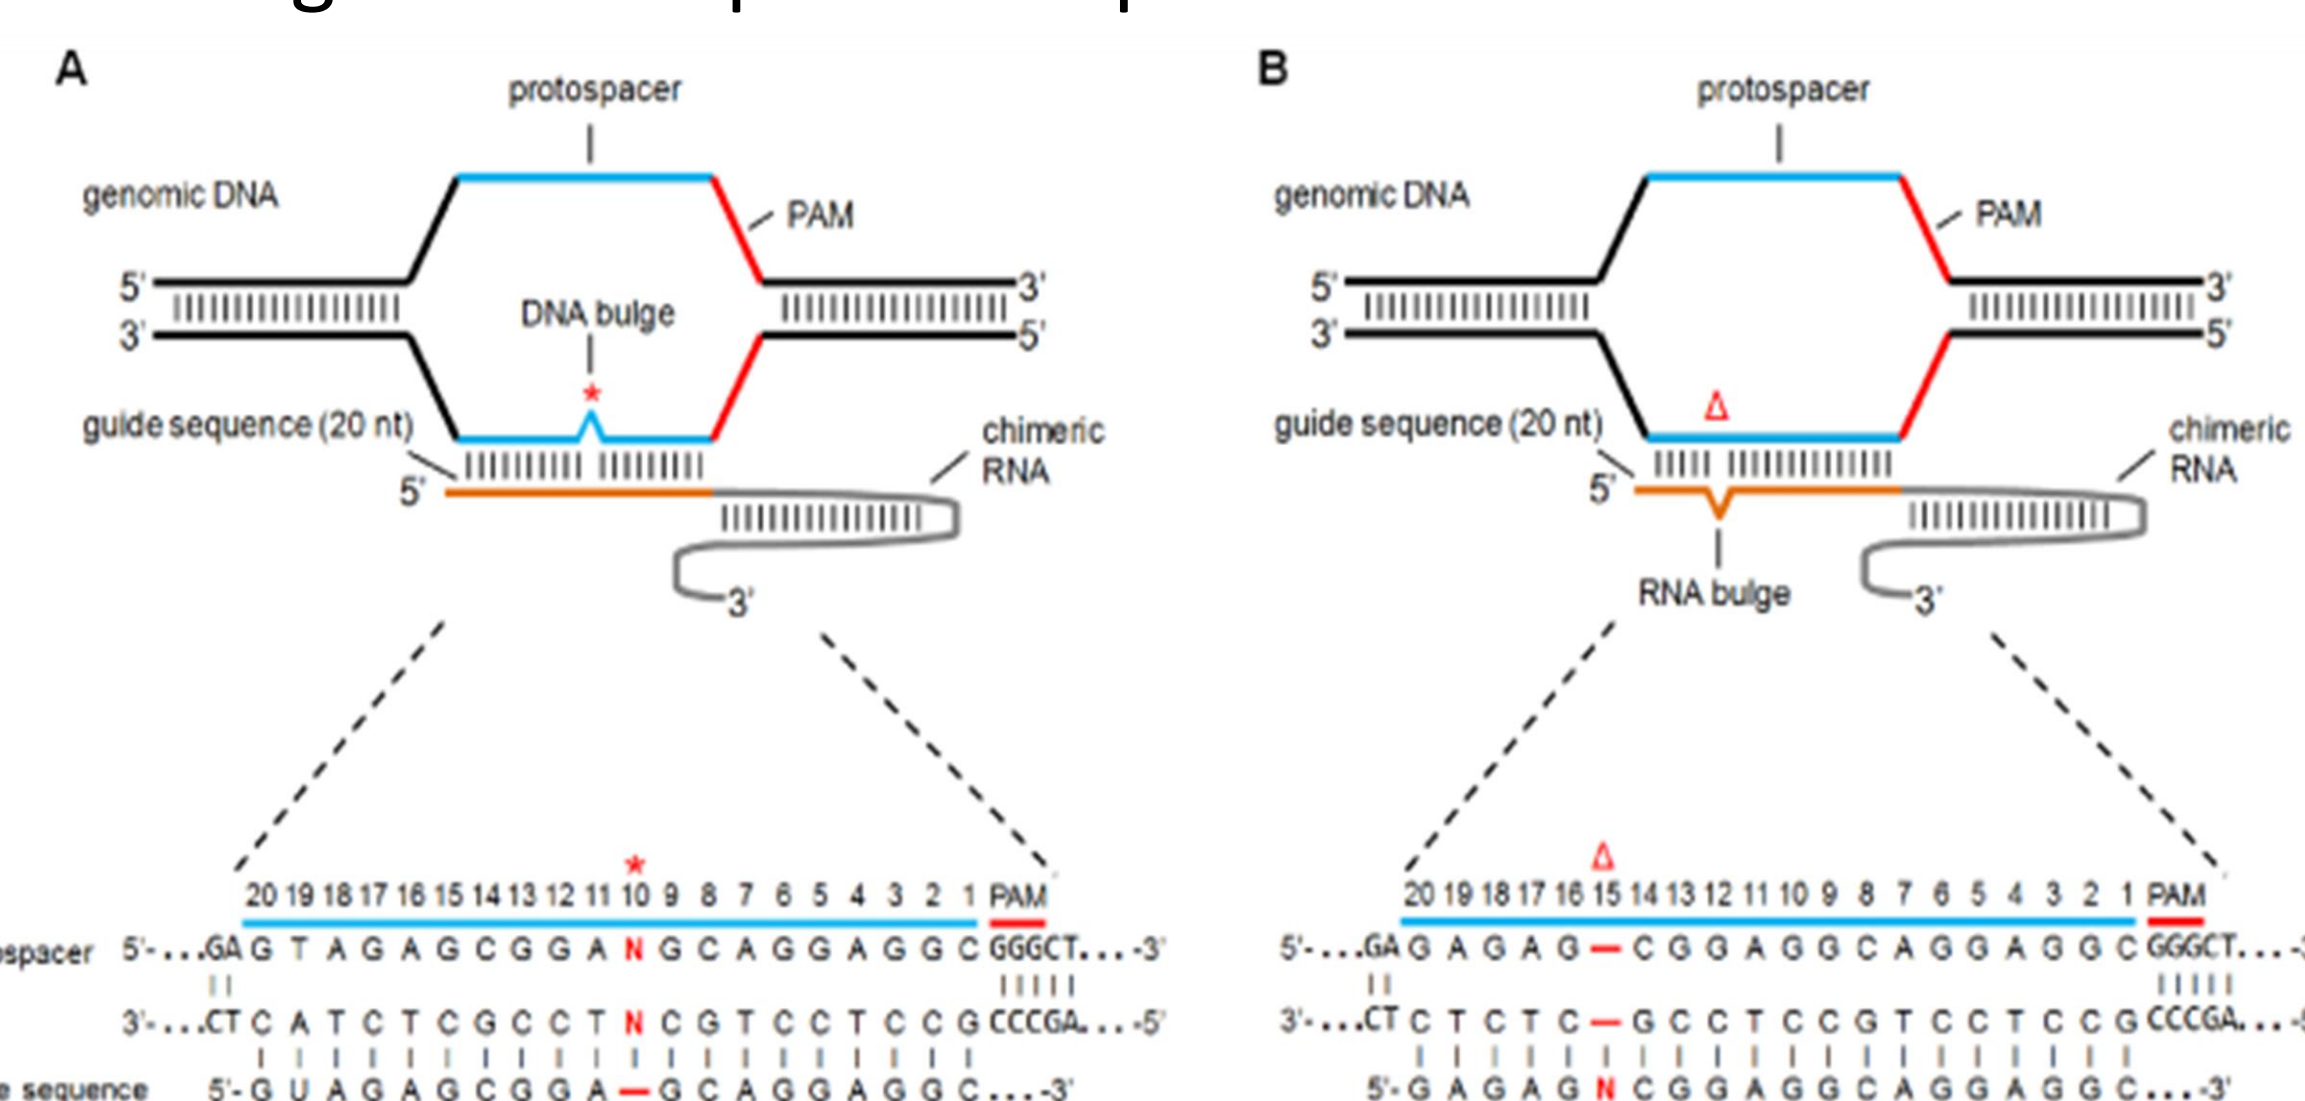 A
protospacer
genomic DNA
PAM
5' 3'
DNA bulge
3' 5'
*
guide sequence (20 nt)
chimeric
RNA
5'
3'
*
20 19 18 17 16 15 14 13 12 11 10 9 8 7 6 5 4 3 2 1 PAM
5'-...GA G T A G A G C G G A N G C A G G A G G C GGGCT...-3'
3'-...CT C A T C T C G C C T N C G T C C T C C G CCCGA...-5'
e sequence 5'-G U A G A G C G G A – G C A G G A G G C...-3'
B
protospacer
genomic DNA
PAM
5' 3'
3' 5'
Δ
guide sequence (20 nt)
chimeric
RNA
5'
RNA bulge
3'
Δ
20 19 18 17 16 15 14 13 12 11 10 9 8 7 6 5 4 3 2 1 PAM
5'-...GA G A G A G – C G G A G G C A G G A G G C GGGCT...-3
3'-...CT C T C T C – G C C T C C G T C C T C C G CCCGA...-
5'-G A G A G N C G G A G G C A G G A G G C...-3'